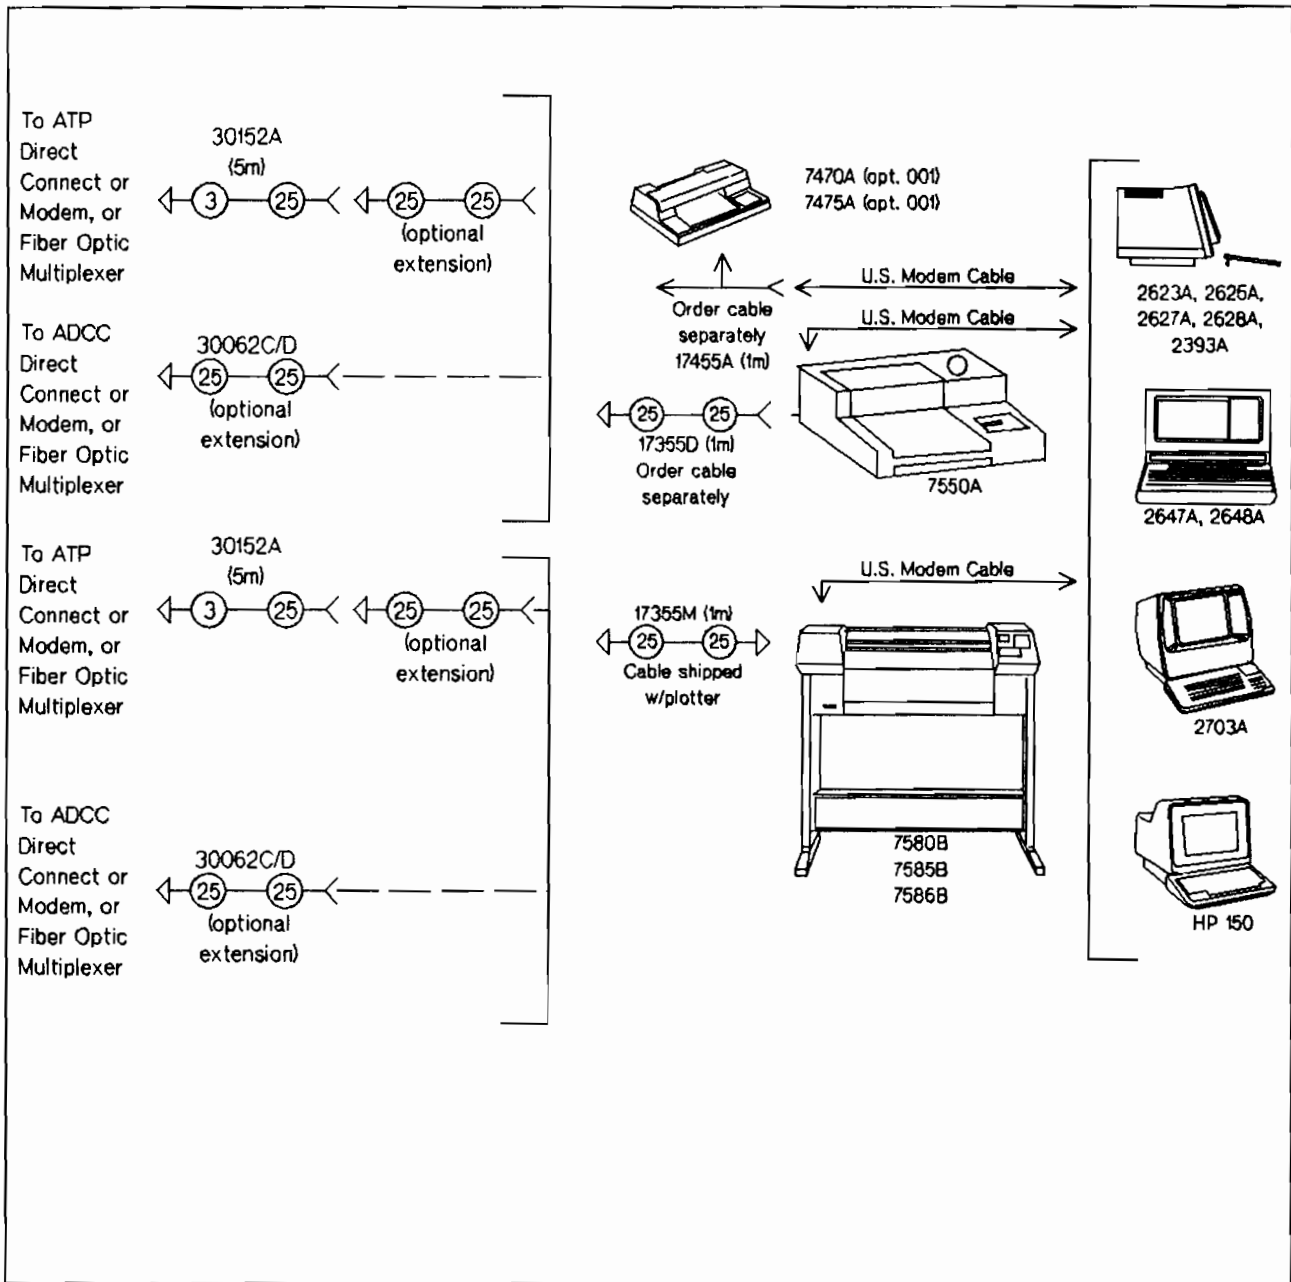 To ATP
Direct
Connect or
Modem, or
Fiber Optic
Multiplexer
30152A
(5m)
3
25
25
25
(optional
extension)
To ADCC
Direct
Connect or
Modem, or
Fiber Optic
Multiplexer
30062C/D
25
25
(optional
extension)
To ATP
Direct
Connect or
Modem, or
Fiber Optic
Multiplexer
30152A
(5m)
3
25
25
25
(optional
extension)
To ADCC
Direct
Connect or
Modem, or
Fiber Optic
Multiplexer
30062C/D
25
25
(optional
extension)
7470A (opt. 001)
7475A (opt. 001)
U.S. Modem Cable
Order cable
separately
17455A (1m)
U.S. Modem Cable
25
25
17355D (1m)
Order cable
separately
7550A
U.S. Modem Cable
17355M (1m)
25
25
Cable shipped
w/plotter
7580B
7585B
7586B
2623A, 2625A,
2627A, 2628A,
2393A
2647A, 2648A
2703A
HP 150